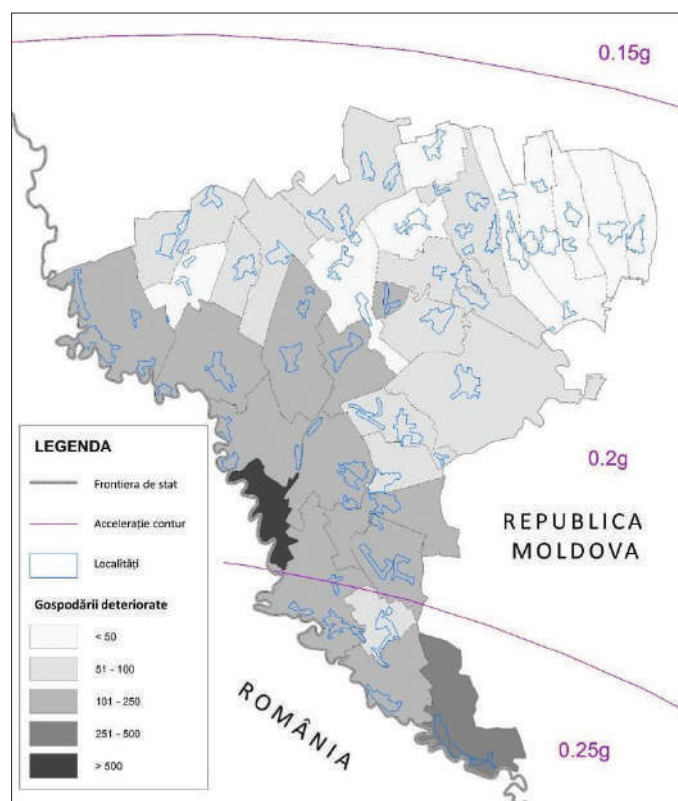 0.15g
0.2g
REPUBLICA
MOLDOVA
LEGENDA
Frontiera de stat
Accelerație contur
Localități
Gospodării deteriorate
< 50
51 - 100
101 - 250
251 - 500
> 500
ROMÂNIA
0.25g